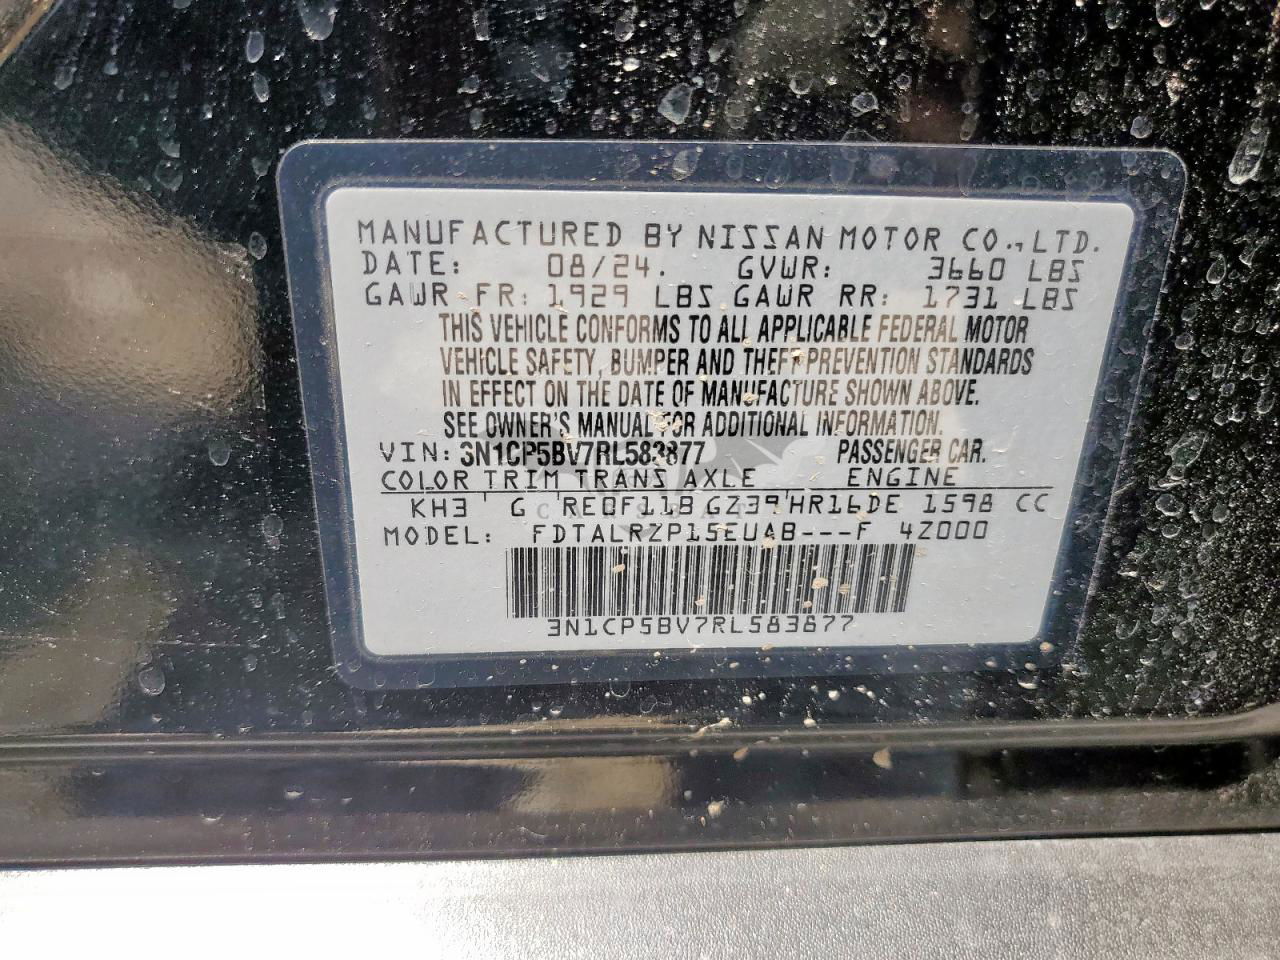 MANUFACTURED BY NISSAN MOTOR CO., LTD.
DATE: 08/24. GVWR: 3660 LBS
GAWR FR: 1929 LBS GAWR RR: 1731 LBS
THIS VEHICLE CONFORMS TO ALL APPLICABLE FEDERAL MOTOR
VEHICLE SAFETY, BUMPER AND THEFT PREVENTION STANDARDS
IN EFFECT ON THE DATE OF MANUFACTURE SHOWN ABOVE.
SEE OWNER'S MANUAL FOR ADDITIONAL INFORMATION.
VIN: 3N1CP5BV7RL583877 PASSENGER CAR.
COLOR TRIM TRANS AXLE ENGINE
KH3 ' G ' RE0F11B GZ39'HR16DE 1598 CC
MODEL: FDTALRZP15EUAB---F 4Z000
3N1CP5BV7RL583877